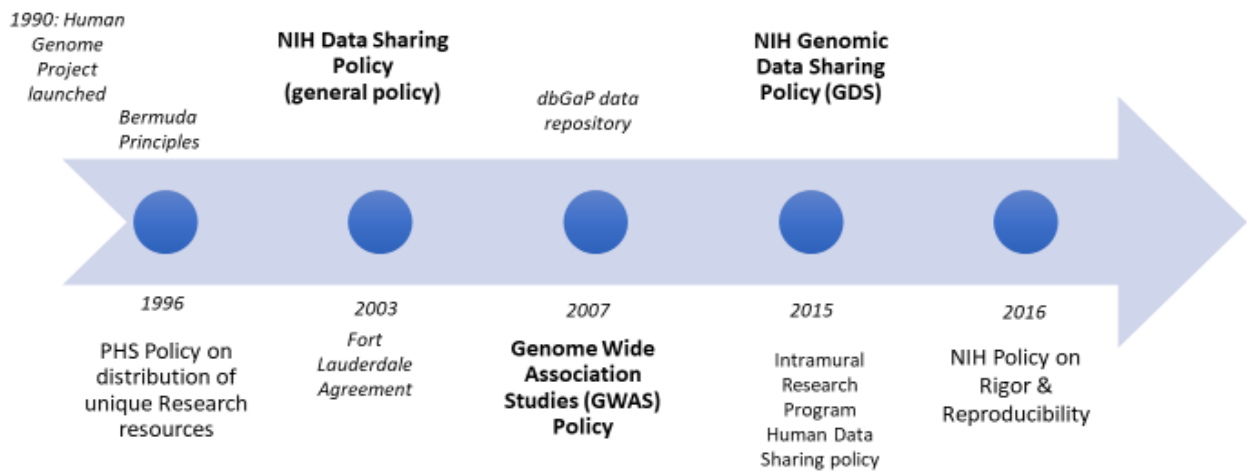 1990: Human
Genome
Project
launched
Bermuda
Principles
NIH Data Sharing
Policy
(general policy)
dbGaP data
repository
NIH Genomic
Data Sharing
Policy (GDS)
1996
PHS Policy on
distribution of
unique Research
resources
2003
Fort
Lauderdale
Agreement
2007
Genome Wide
Association
Studies (GWAS)
Policy
2015
Intramural
Research
Program
Human Data
Sharing policy
2016
NIH Policy on
Rigor &
Reproducibility